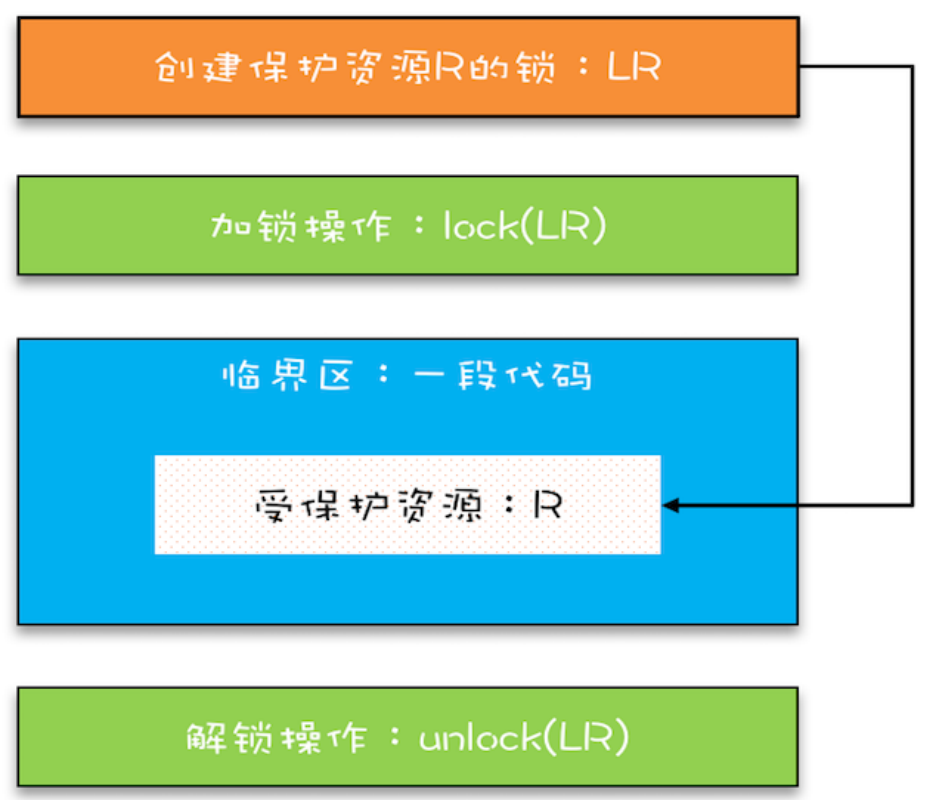 创建保护资源R的锁：LR
加锁操作：lock(LR)
临界区：一段代码
受保护资源：R
解锁操作：unlock(LR)